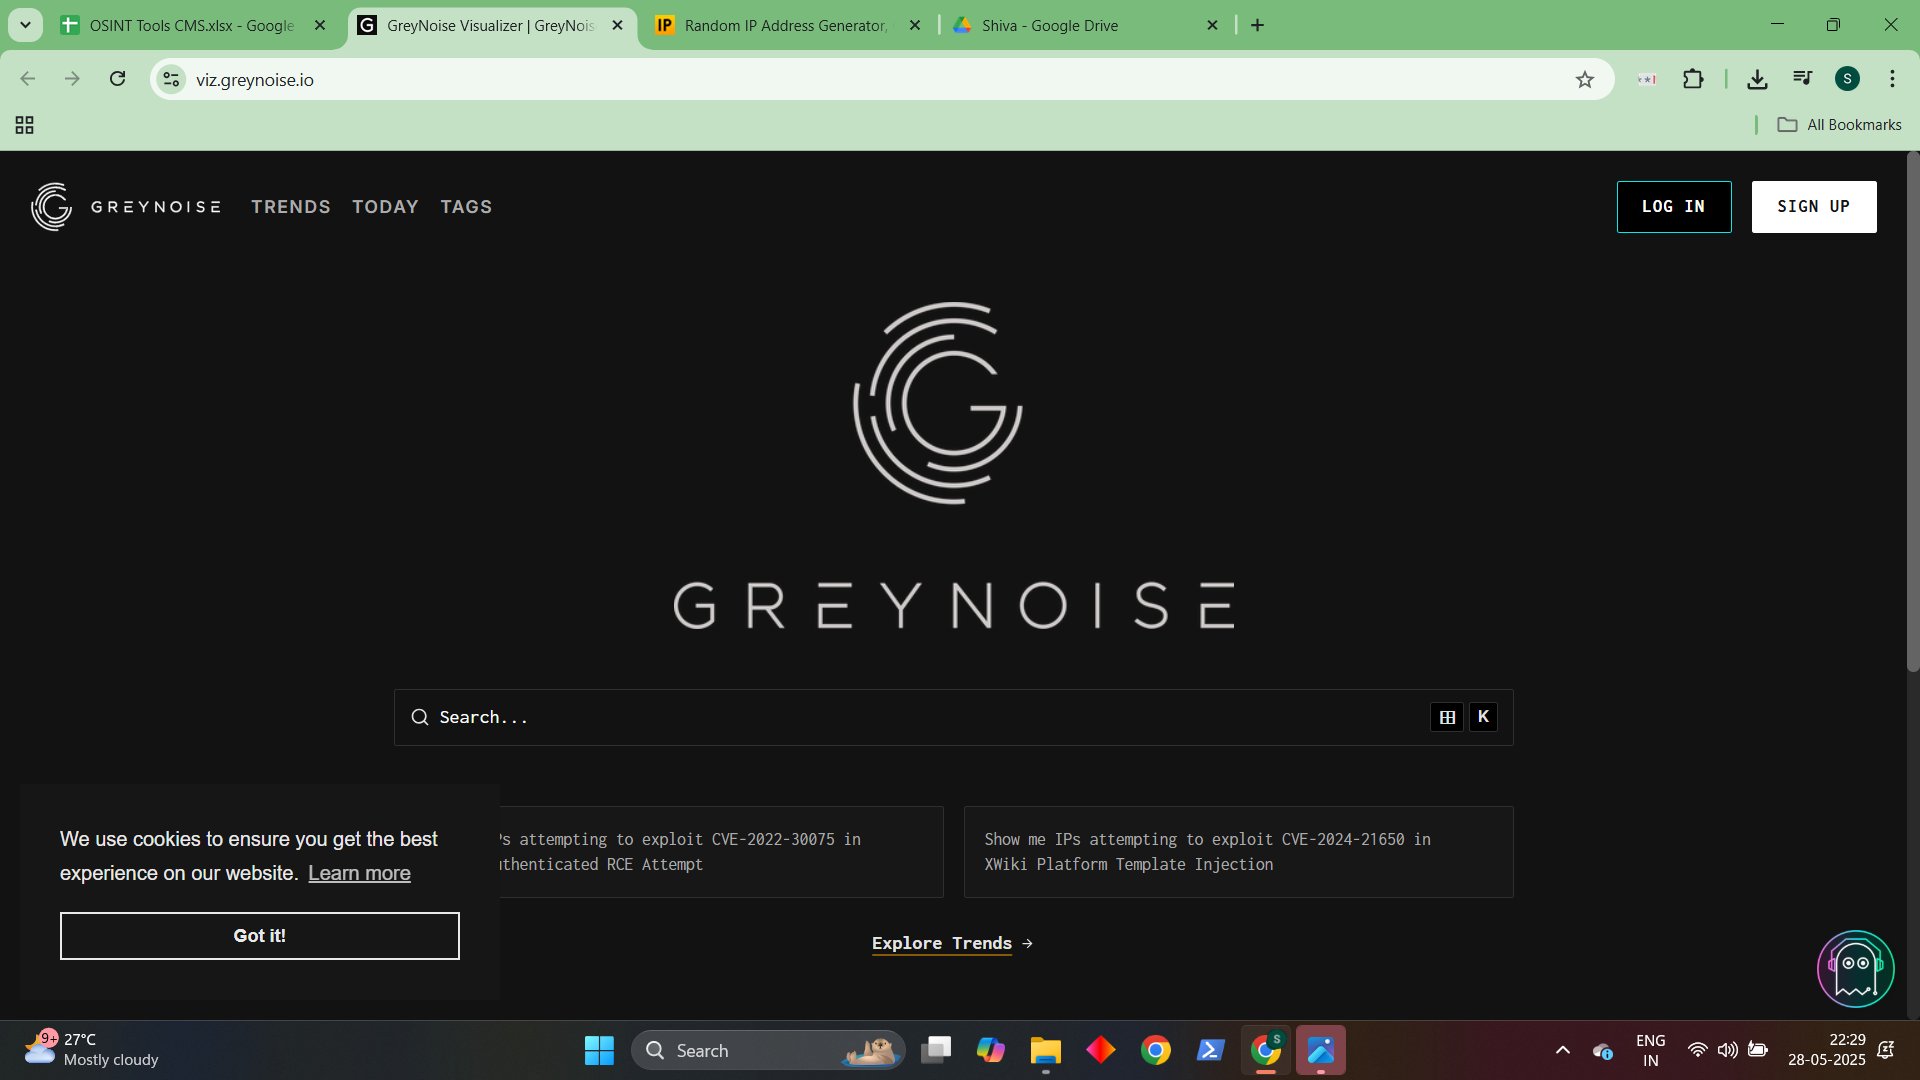 OSINT Tools CMS.xlsx - Google
GreyNoise Visualizer | GreyNois
IP Random IP Address Generator,
Shiva - Google Drive
viz.greynoise.io
S
All Bookmarks
GREYNOISE TRENDS TODAY TAGS
LOG IN SIGN UP
GREYNOISE
Search... K
We use cookies to ensure you get the best
experience on our website. Learn more
Got it!
s attempting to exploit CVE-2022-30075 in
thenticated RCE Attempt
Show me IPs attempting to exploit CVE-2024-21650 in
XWiki Platform Template Injection
Explore Trends →
9+ 27°C
Mostly cloudy
Search
S
ENG
IN
22:29
28-05-2025